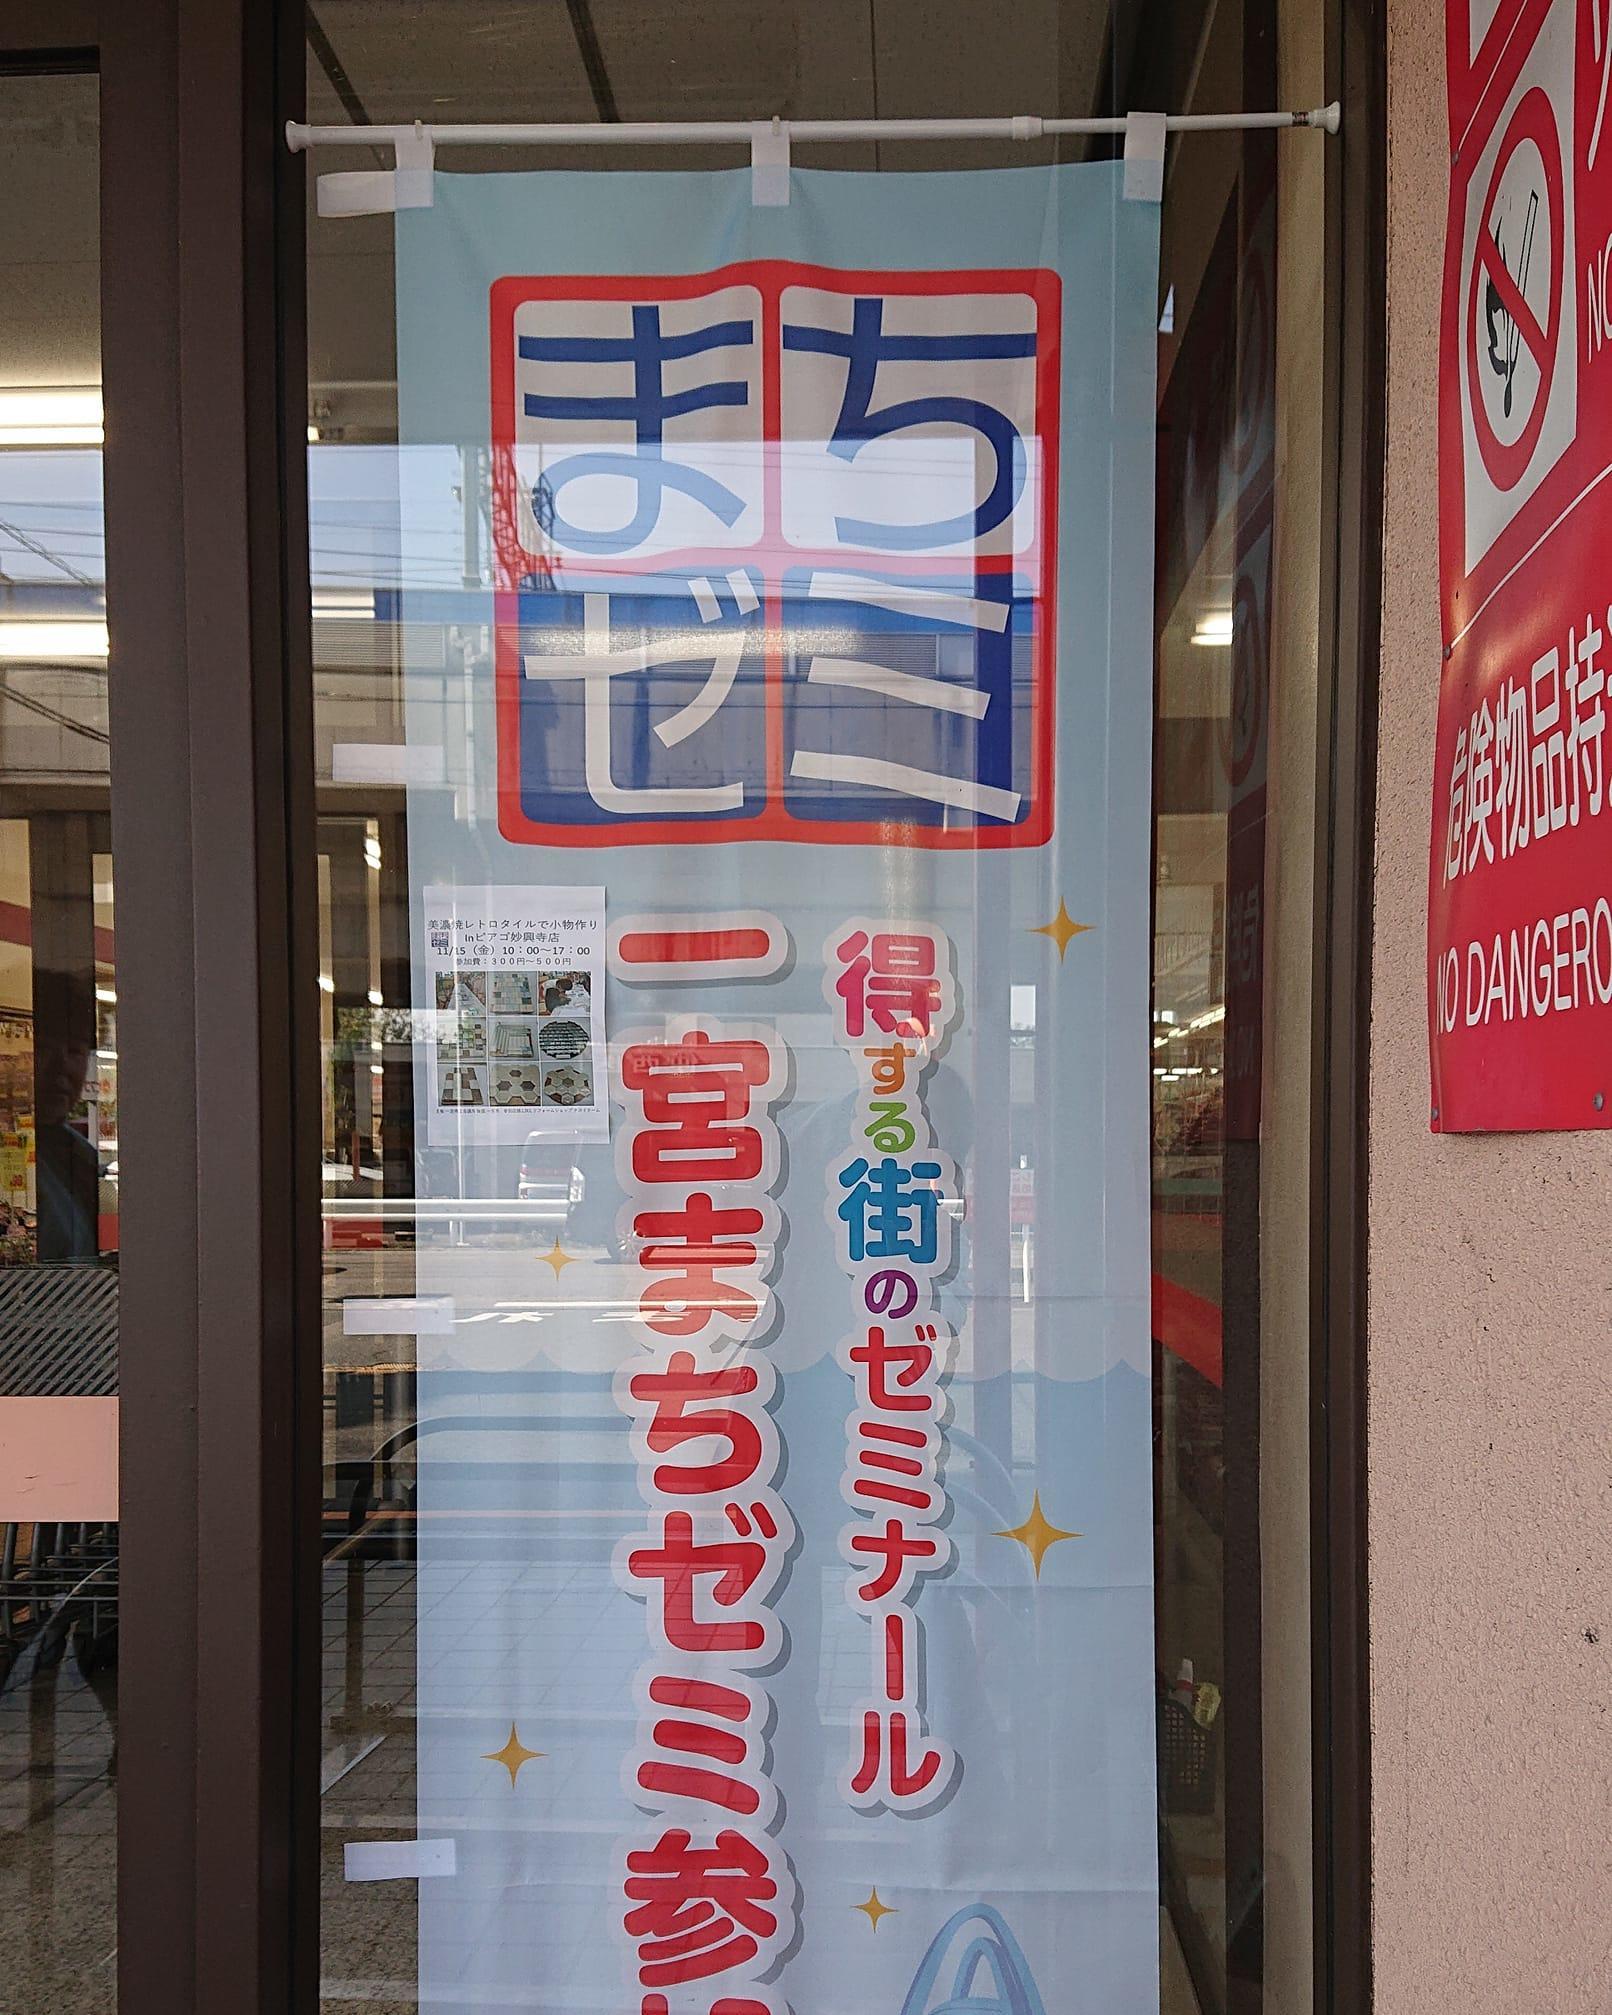 まち
ゼミ
得する街のゼミナール
一宮まちゼミ参
美濃焼レトロタイルで小物作り
inピアゴ妙興寺店
11/15（金）10：00～17：00
参加費：300円～500円
危険物品持
NO DANGERO